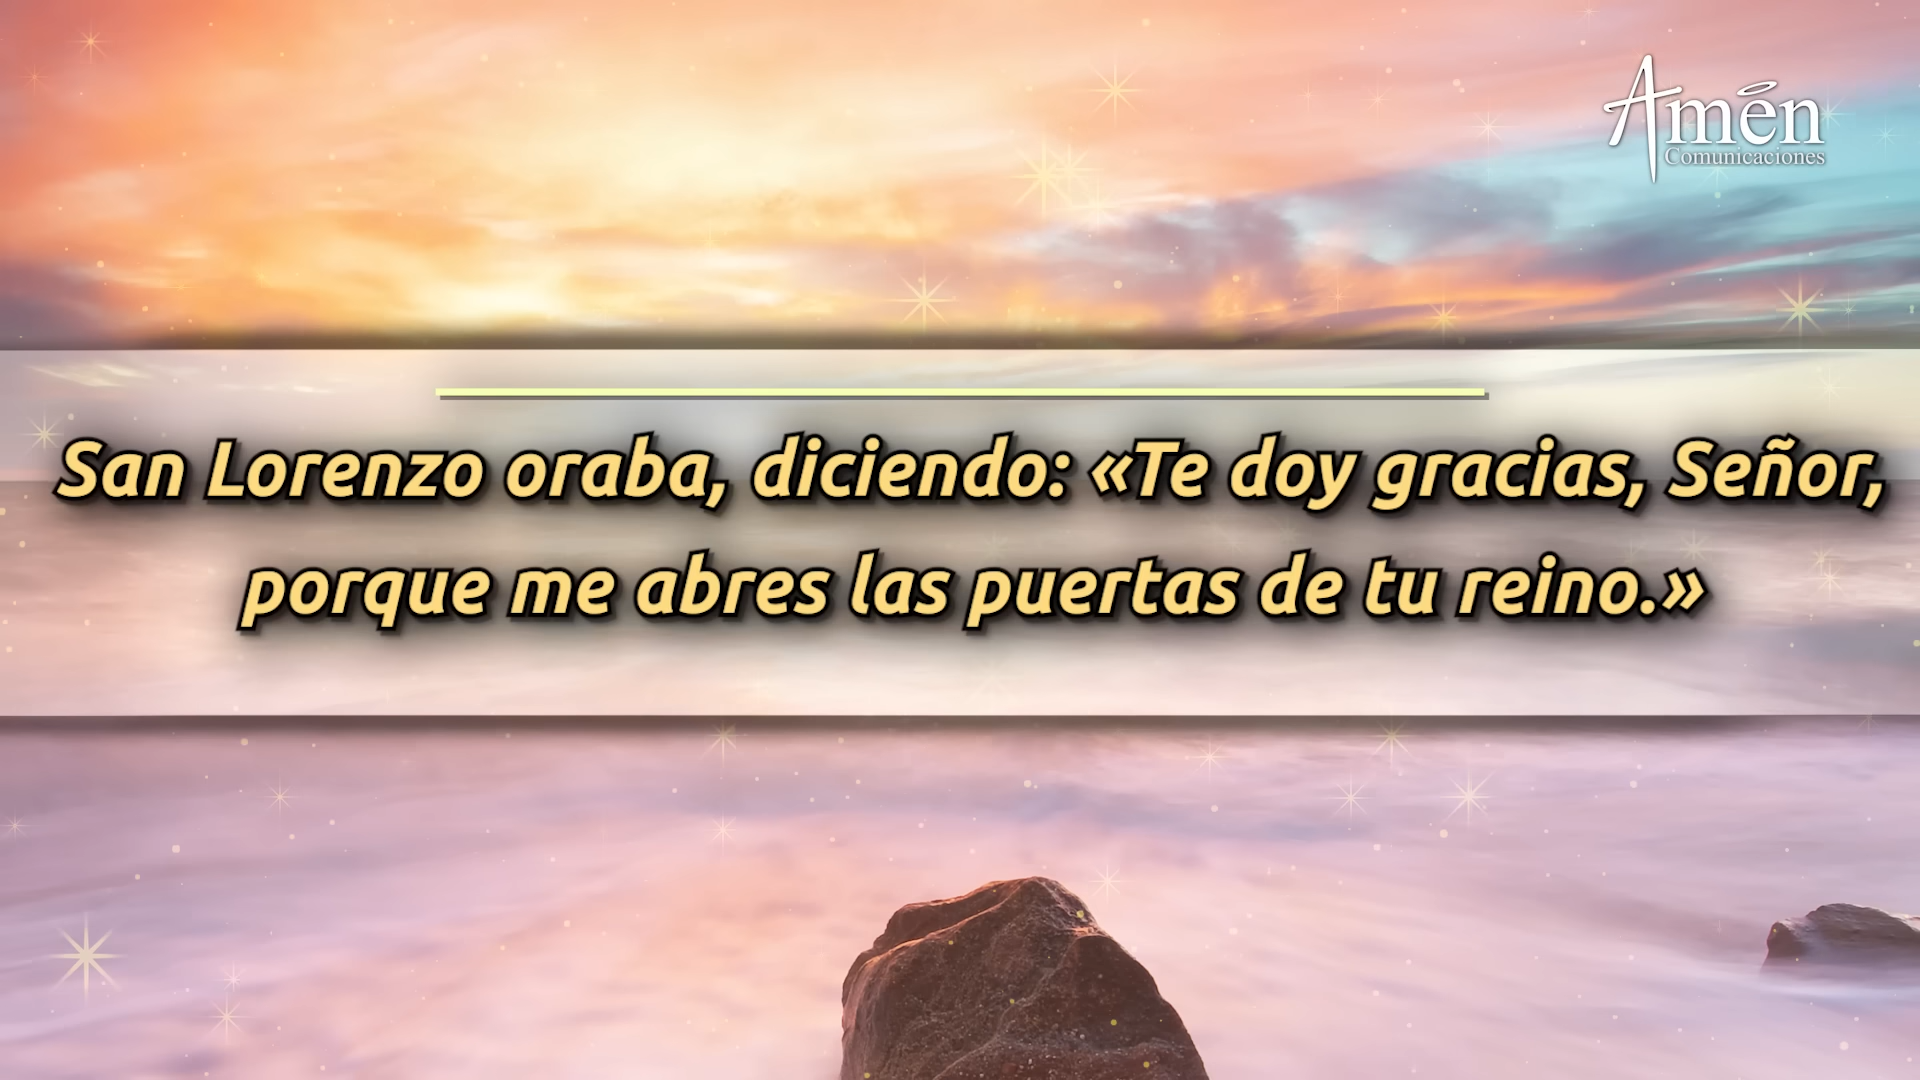 Amén
Comunicaciones
San Lorenzo oraba, diciendo: «Te doy gracias, Señor,
porque me abres las puertas de tu reino.»